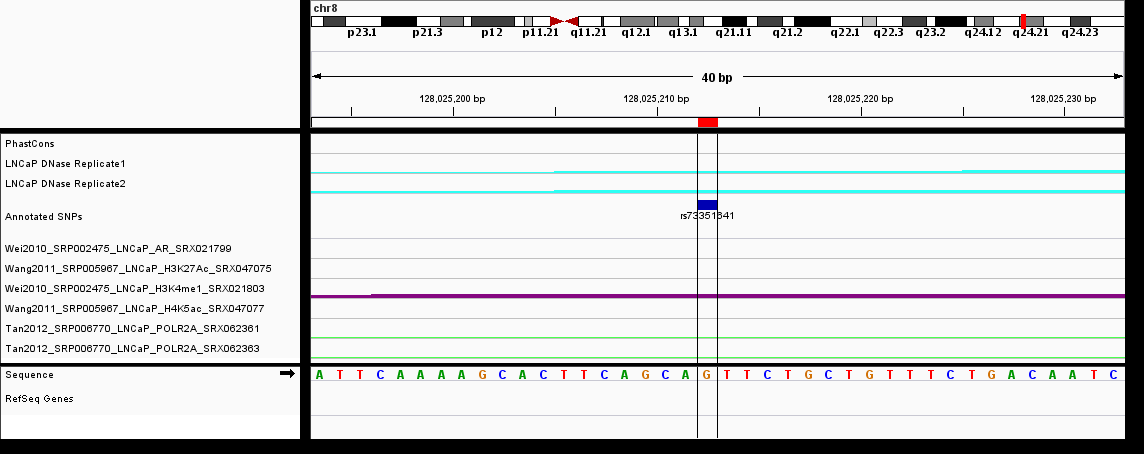 chr8
p23.1 p21.3 p12 p11.21 q11.21 q12.1 q13.1 q21.11 q21.2 q22.1 q22.3 q23.2 q24.12 q24.21 q24.23
40 bp
128,025,200 bp 128,025,210 bp 128,025,220 bp 128,025,230 bp
PhastCons
LNCaP DNase Replicate1
LNCaP DNase Replicate2
Annotated SNPs
rs73351641
Wei2010_SRP002475_LNCaP_AR_SRX021799
Wang2011_SRP005967_LNCaP_H3K27Ac_SRX047075
Wei2010_SRP002475_LNCaP_H3K4me1_SRX021803
Wang2011_SRP005967_LNCaP_H4K5ac_SRX047077
Tan2012_SRP006770_LNCaP_POLR2A_SRX062361
Tan2012_SRP006770_LNCaP_POLR2A_SRX062363
Sequence A T T C A A A A G C A C T T C A G C A G T T C T G C T G T T T C T G A C A A T C
RefSeq Genes